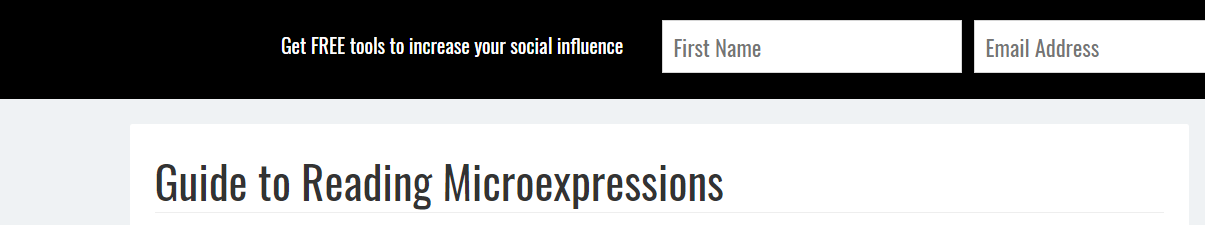 Get FREE tools to increase your social influence
First Name
Email Address
Guide to Reading Microexpressions